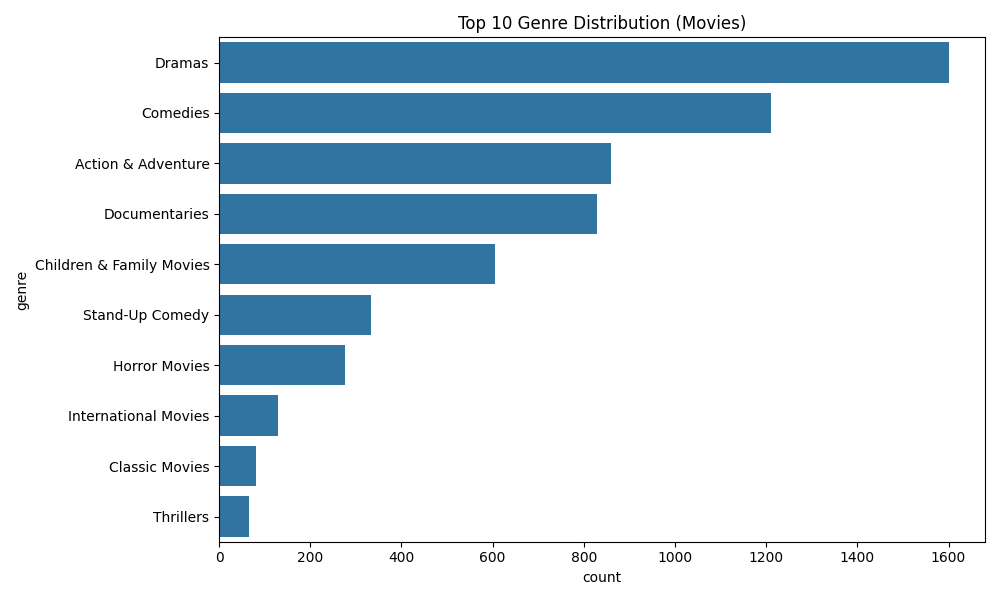 Top 10 Genre Distribution (Movies)
genre
Dramas
Comedies
Action & Adventure
Documentaries
Children & Family Movies
Stand-Up Comedy
Horror Movies
International Movies
Classic Movies
Thrillers
0 200 400 600 800 1000 1200 1400 1600
count